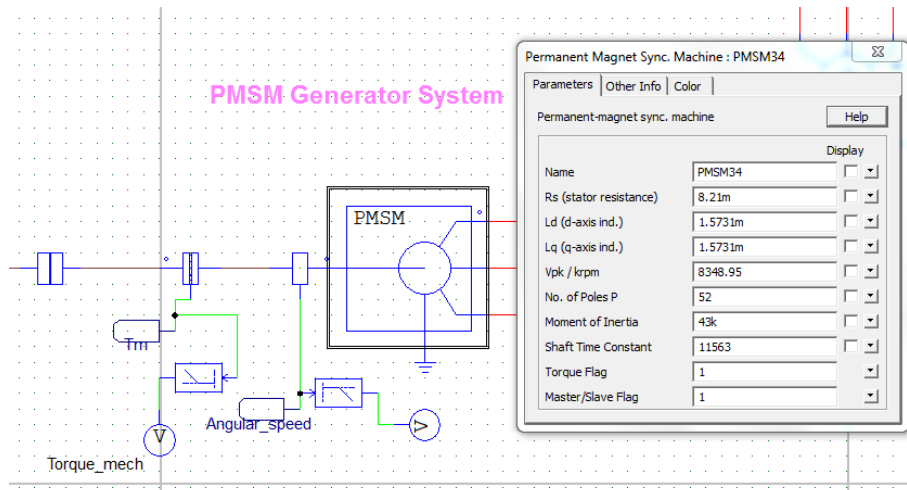 Permanent Magnet Sync. Machine : PMSM34
Parameters Other Info Color
PMSM Generator System
Permanent-magnet sync. machine Help
Display
Name PMSM34
Rs (stator resistance) 8.21m
Ld (d-axis ind.) 1.5731m
Lq (q-axis ind.) 1.5731m
Vpk / krpm 8348.95
No. of Poles P 52
Moment of Inertia 43k
Shaft Time Constant 11563
Torque Flag 1
Master/Slave Flag 1
PMSM
Tm
Angular_speed
V
V
Torque_mech